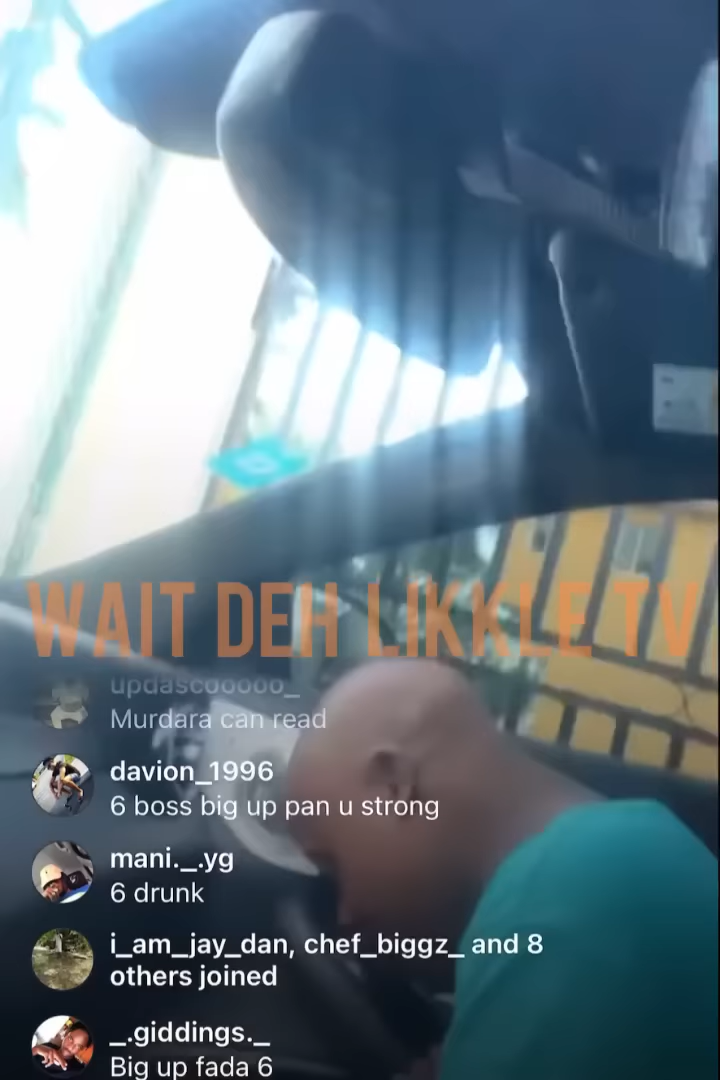 WAIT DEH LIKKLE TV
updascooooo_
Murdara can read
davion_1996
6 boss big up pan u strong
mani._.yg
6 drunk
i_am_jay_dan, chef_biggz_ and 8
others joined
_.giddings._
Big up fada 6